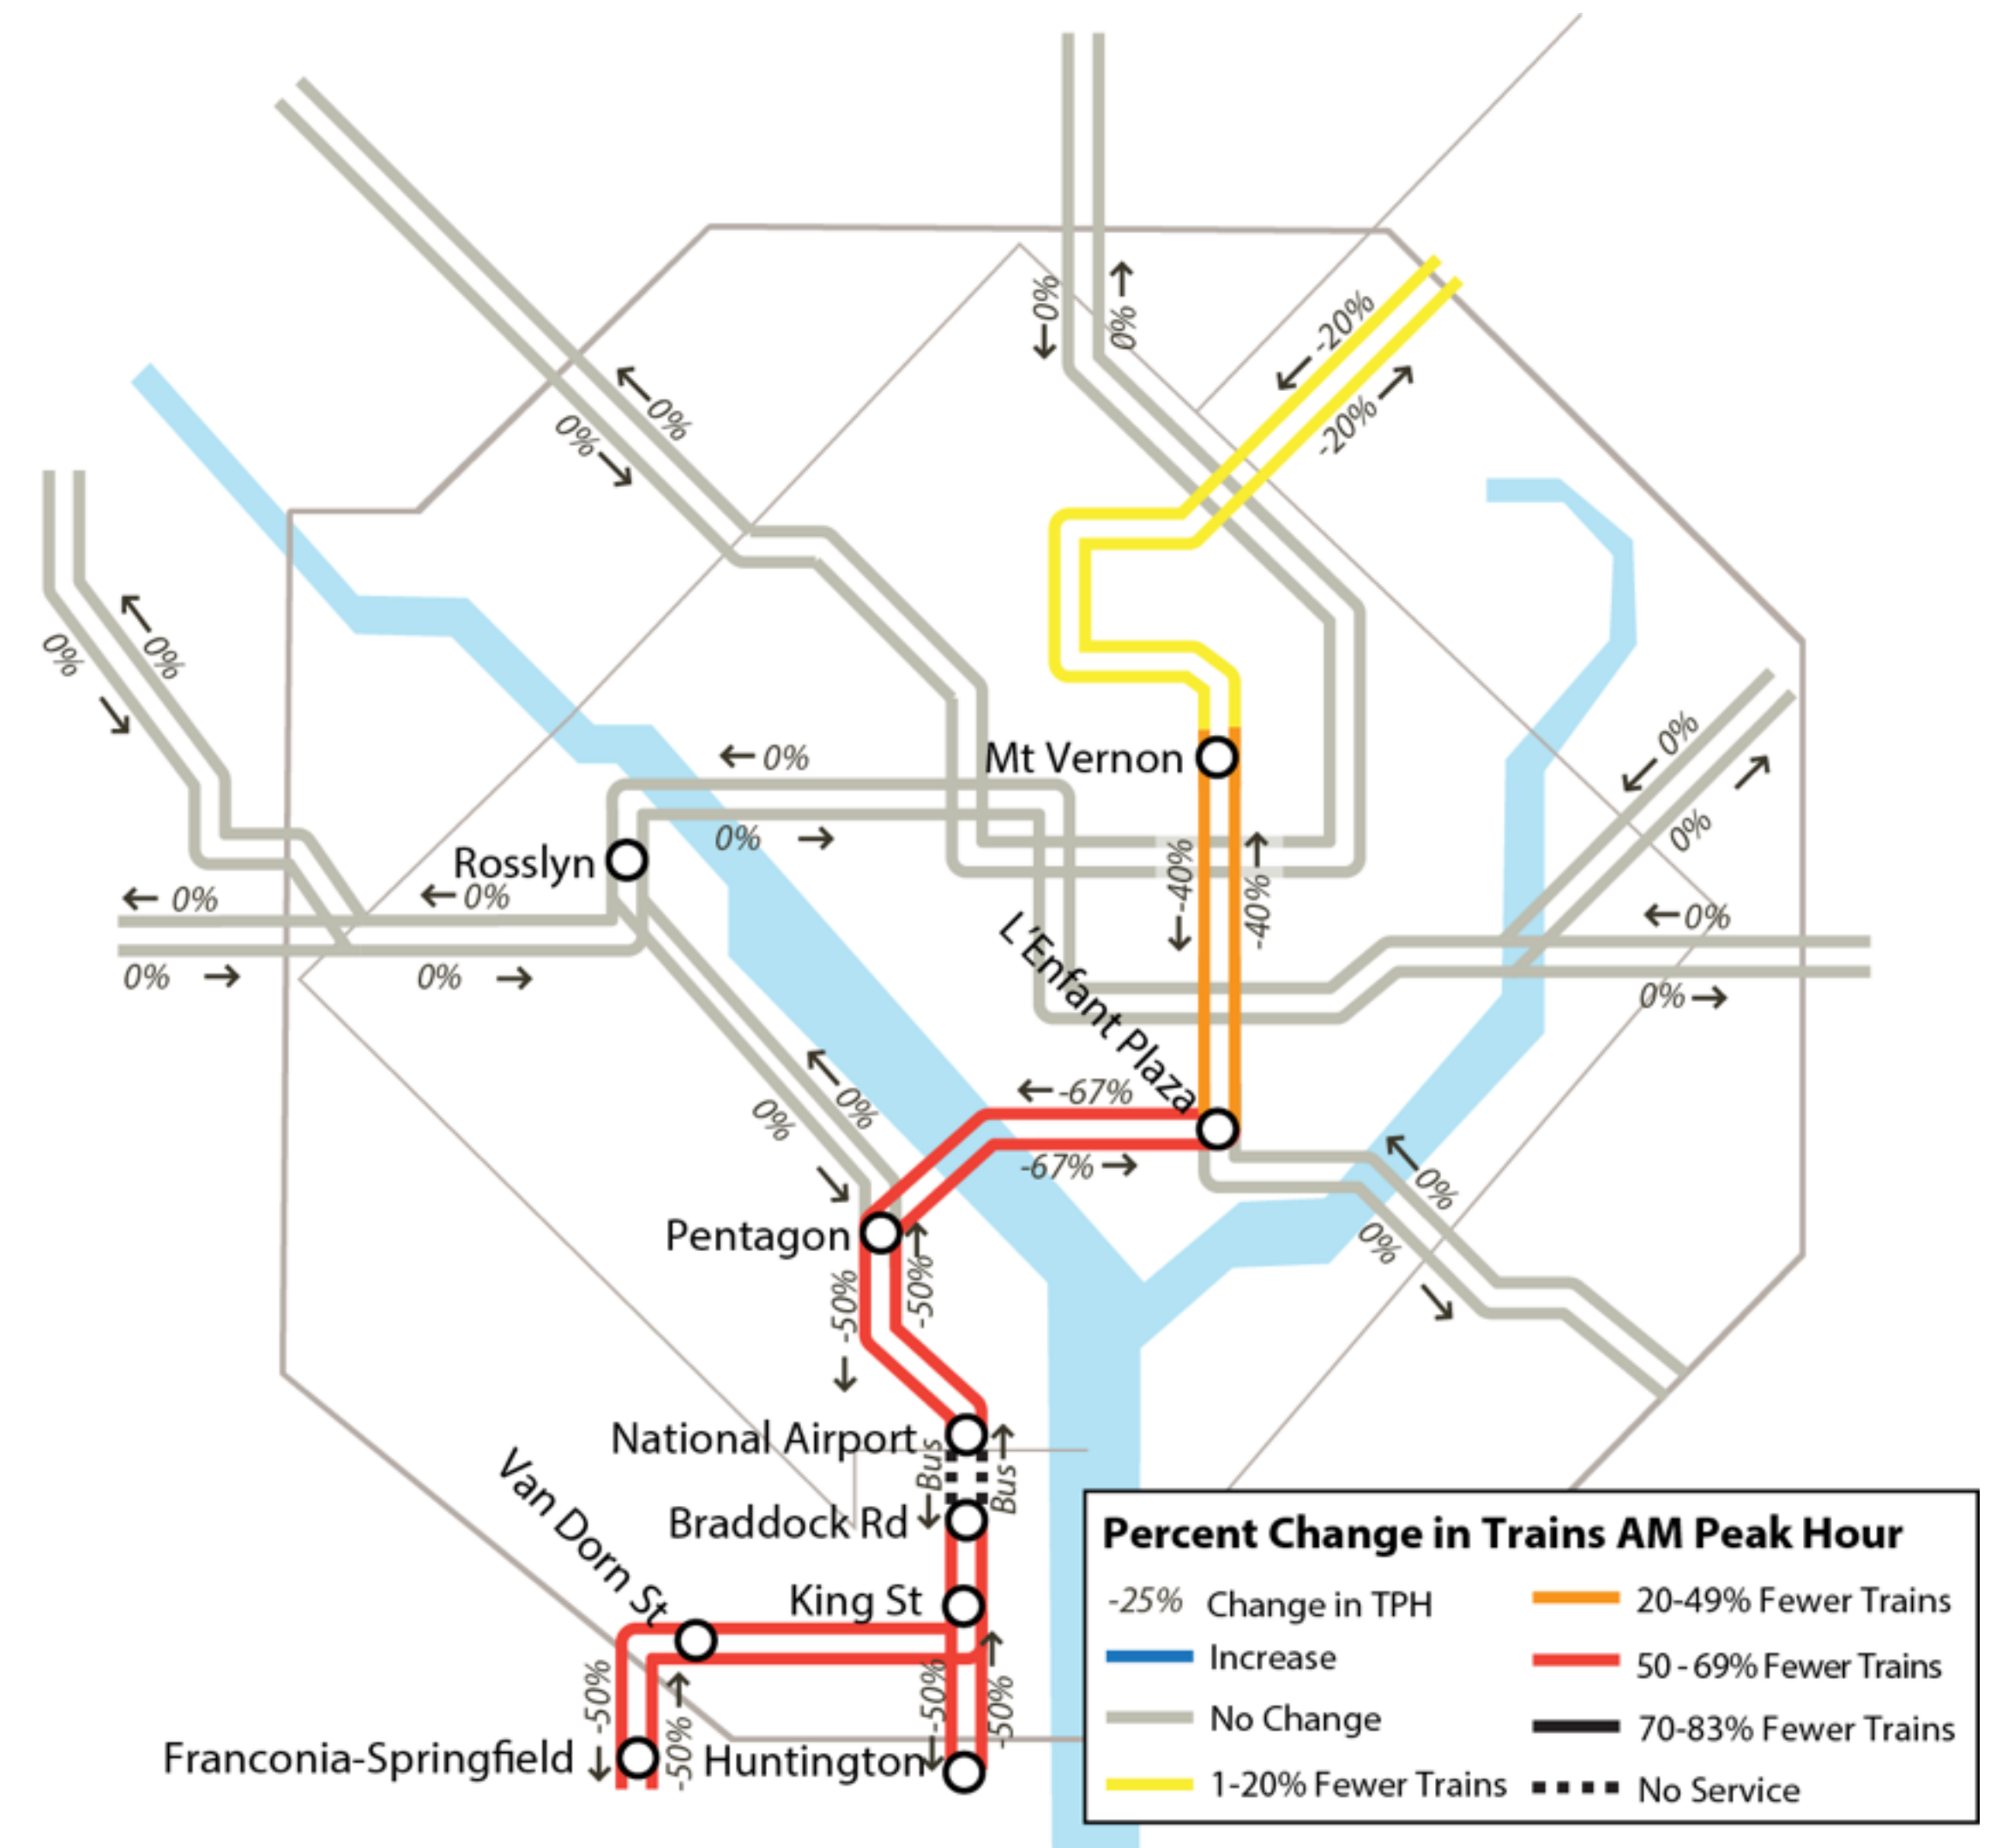 ←0%
0%→
0%
←
-20%
←
-20%→
←0%
0%→
←0%
0%→
Mt Vernon
←0%
0%→
←0%
0%→
Rosslyn
←0%
←0%
0%→
0%→
←-40%
-40%→
←0%
0%→
L'Enfant Plaza
←0%
0%→
←-67%
-67%→
←0%
0%→
Pentagon
-50%
-50%
National Airport
Bus
Bus
Braddock Rd
Van Dorn St
King St
-50%
-50%
-50%
-50%
Franconia-Springfield
Huntington
Percent Change in Trains AM Peak Hour
-25% Change in TPH
Increase
No Change
1-20% Fewer Trains
20-49% Fewer Trains
50 - 69% Fewer Trains
70-83% Fewer Trains
No Service